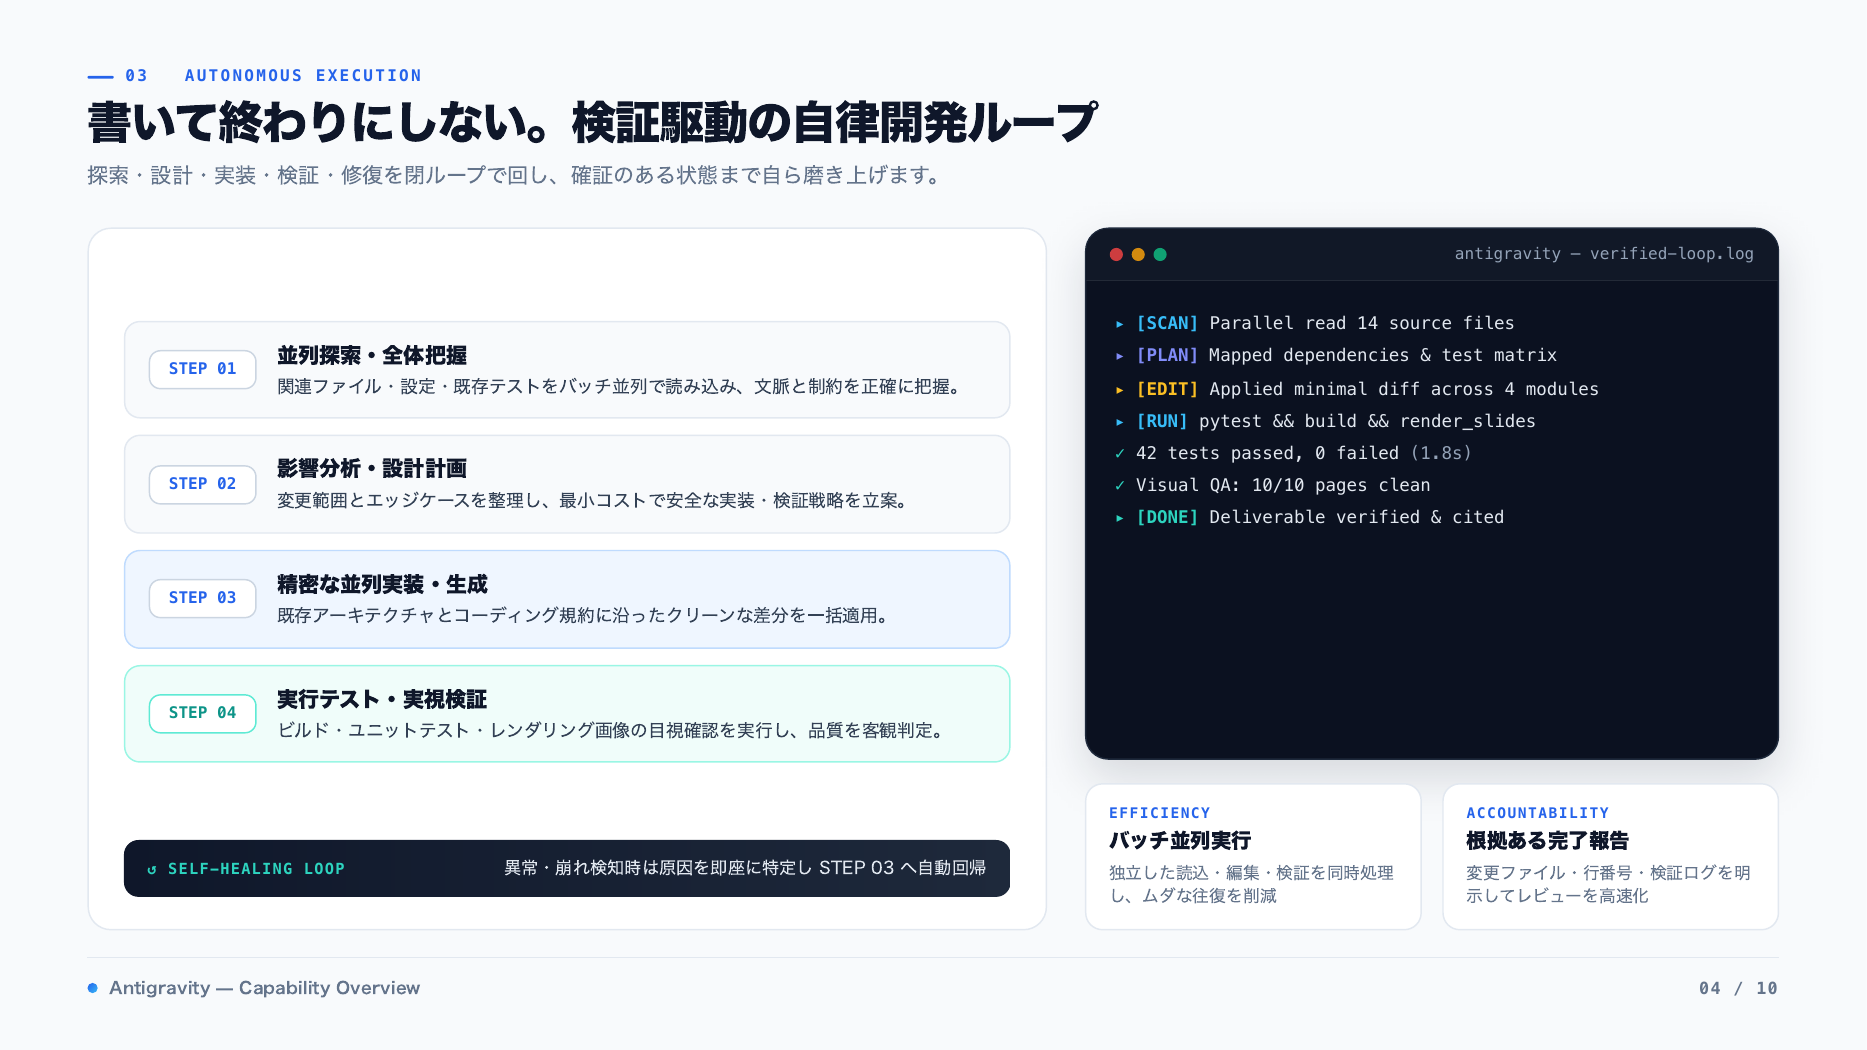 03 AUTONOMOUS EXECUTION
書いて終わりにしない。検証駆動の自律開発ループ
探索・設計・実装・検証・修復を閉ループで回し、確証のある状態まで自ら磨き上げます。
STEP 01
並列探索・全体把握
関連ファイル・設定・既存テストをバッチ並列で読み込み、文脈と制約を正確に把握。
STEP 02
影響分析・設計計画
変更範囲とエッジケースを整理し、最小コストで安全な実装・検証戦略を立案。
STEP 03
精密な並列実装・生成
既存アーキテクチャとコーディング規約に沿ったクリーンな差分を一括適用。
STEP 04
実行テスト・実視検証
ビルド・ユニットテスト・レンダリング画像の目視確認を実行し、品質を客観判定。
↺ SELF-HEALING LOOP
異常・崩れ検知時は原因を即座に特定し STEP 03 へ自動回帰
antigravity — verified-loop.log
▸ [SCAN] Parallel read 14 source files
▸ [PLAN] Mapped dependencies & test matrix
▸ [EDIT] Applied minimal diff across 4 modules
▸ [RUN] pytest && build && render_slides
✓ 42 tests passed, 0 failed (1.8s)
✓ Visual QA: 10/10 pages clean
▸ [DONE] Deliverable verified & cited
EFFICIENCY
バッチ並列実行
独立した読込・編集・検証を同時処理
し、ムダな往復を削減
ACCOUNTABILITY
根拠ある完了報告
変更ファイル・行番号・検証ログを明
示してレビューを高速化
Antigravity — Capability Overview
04 / 10